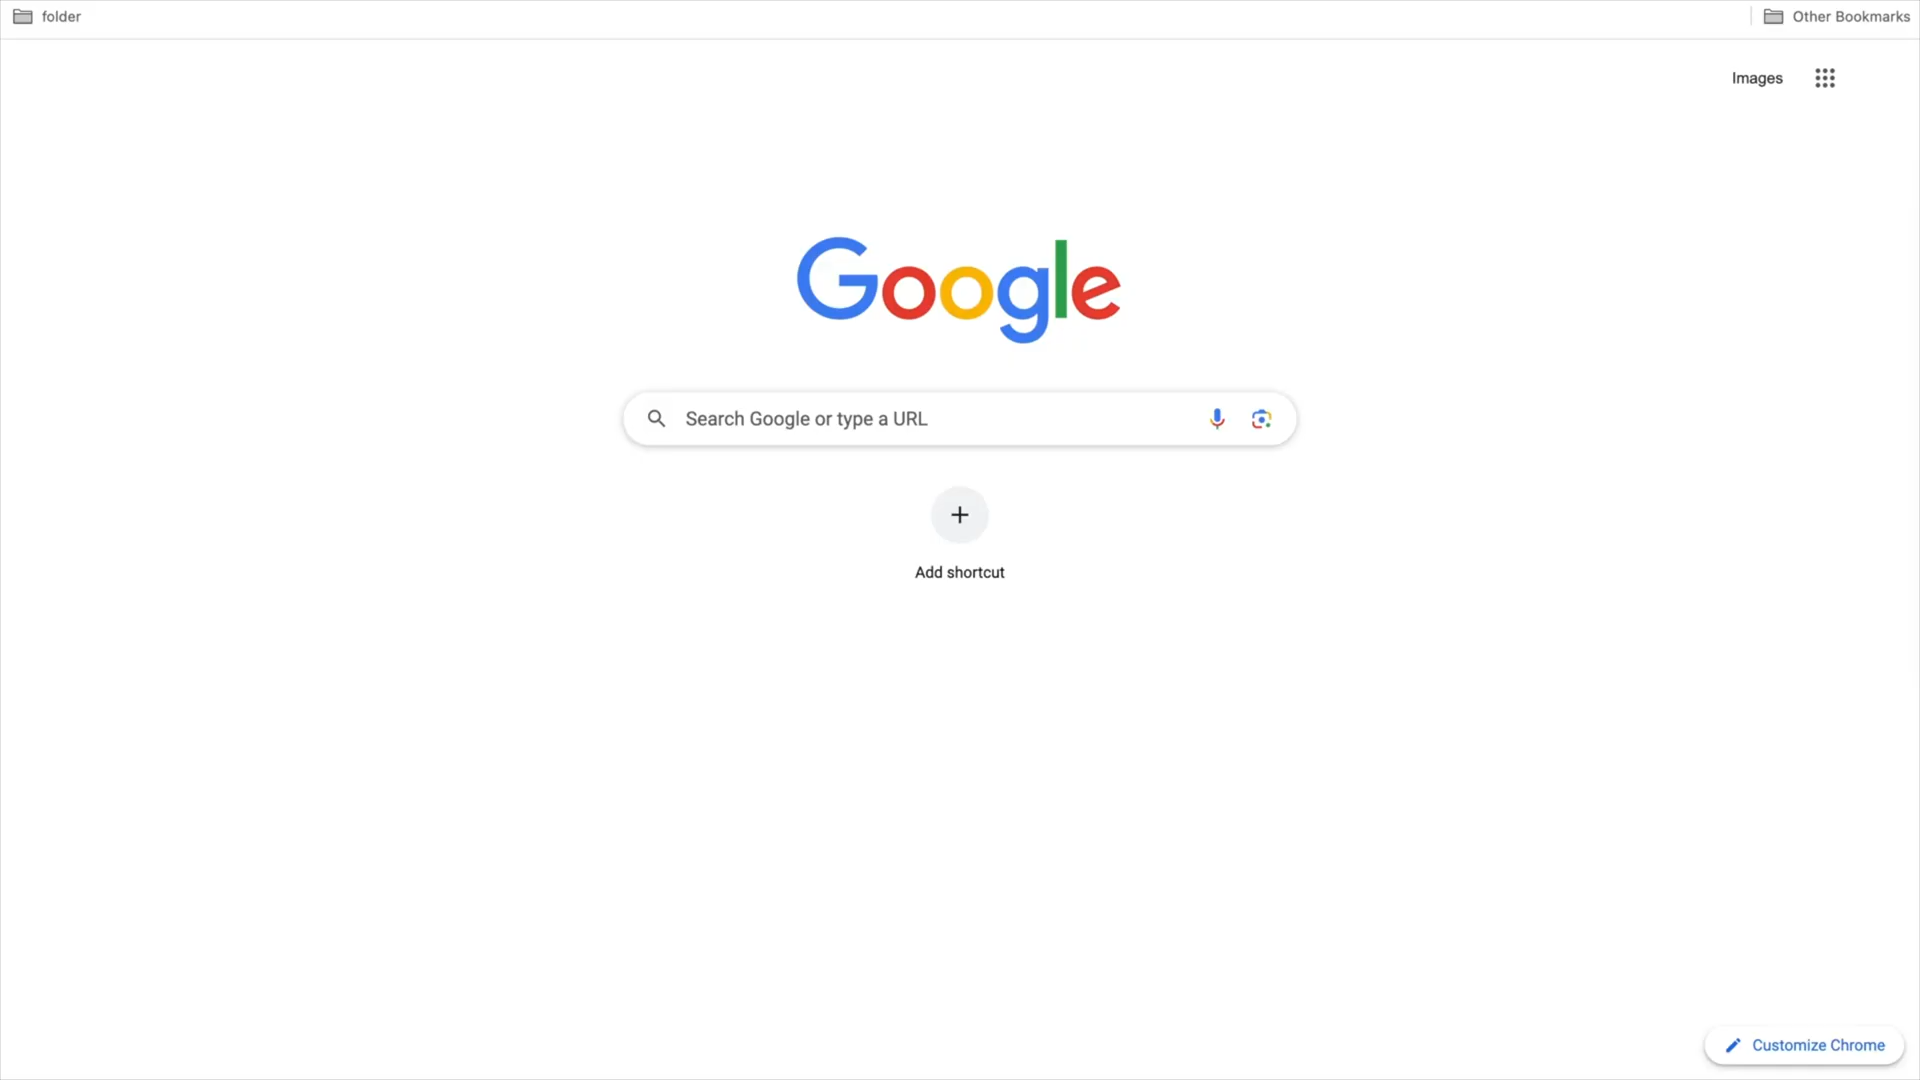 folder
Other Bookmarks
Images
Google
Search Google or type a URL
Add shortcut
Customize Chrome